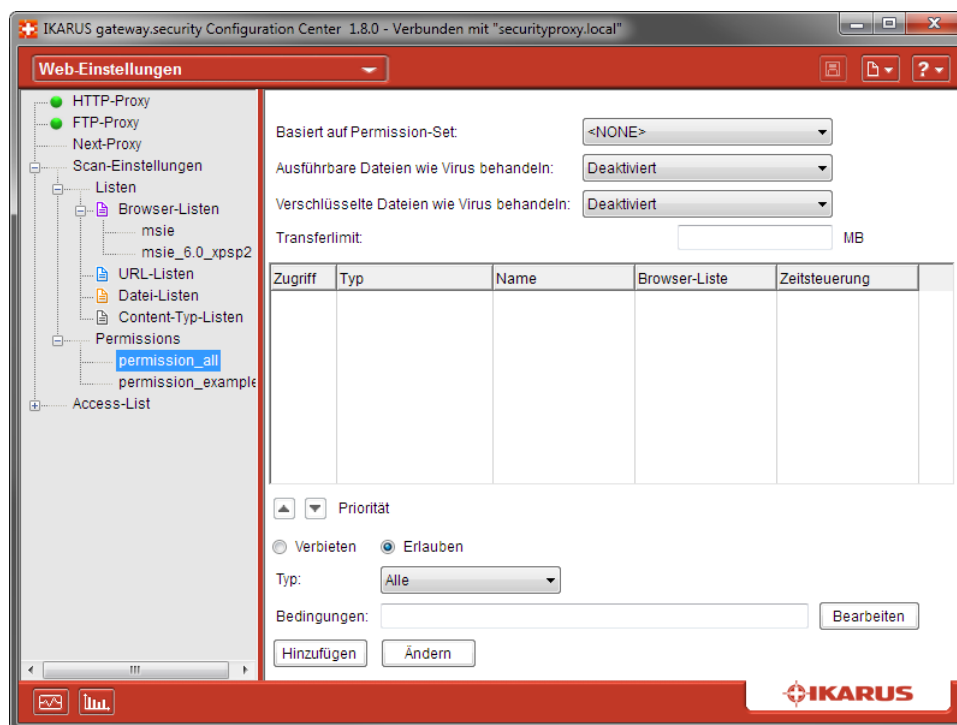 IKARUS gateway.security Configuration Center 1.8.0 - Verbunden mit "securityproxy.local"
Web-Einstellungen
?
HTTP-Proxy
FTP-Proxy
Next-Proxy
Scan-Einstellungen
Listen
Browser-Listen
msie
msie_6.0_xpsp2
URL-Listen
Datei-Listen
Content-Typ-Listen
Permissions
permission_all
permission_example
Access-List
Basiert auf Permission-Set: <NONE>
Ausführbare Dateien wie Virus behandeln: Deaktiviert
Verschlüsselte Dateien wie Virus behandeln: Deaktiviert
Transferlimit: MB
Zugriff Typ Name Browser-Liste Zeitsteuerung
Priorität
Verbieten Erlauben
Typ: Alle
Bedingungen: Bearbeiten
Hinzufügen Ändern
IKARUS